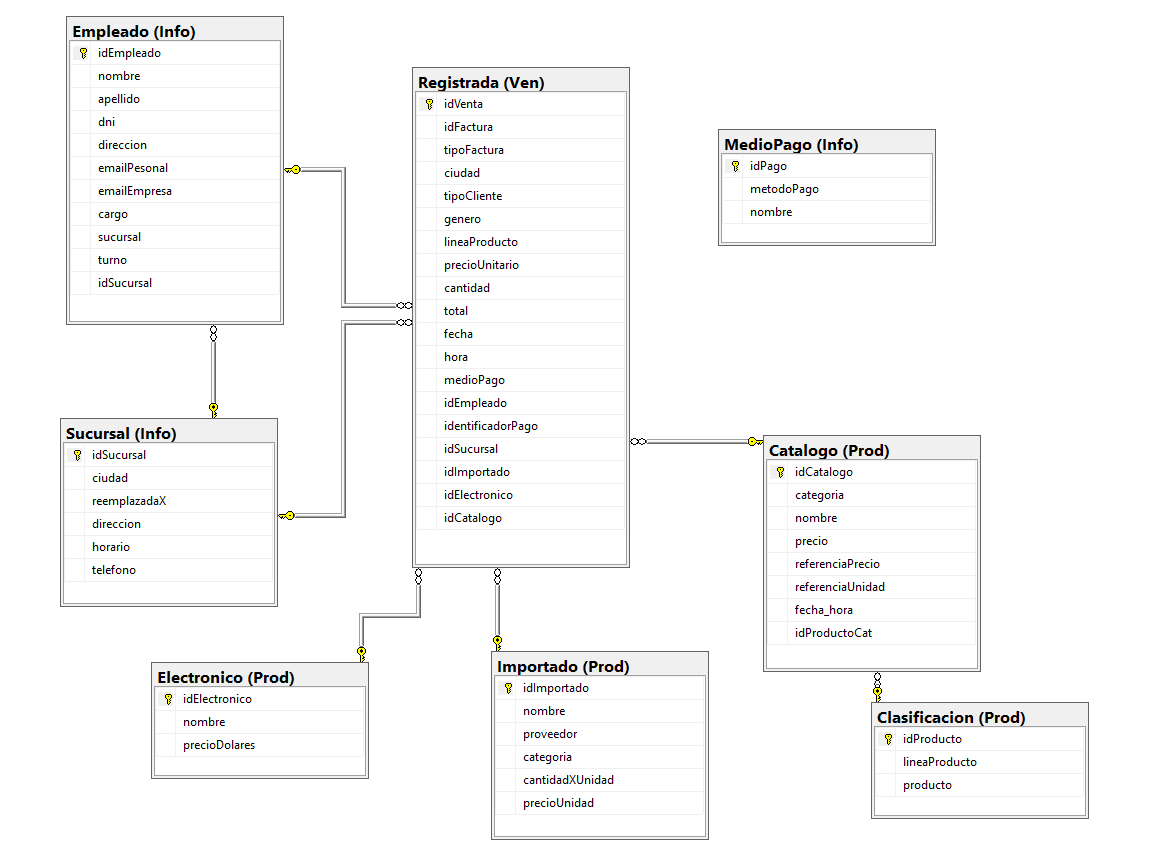 Empleado (Info)
idEmpleado
nombre
apellido
dni
direccion
emailPesonal
emailEmpresa
cargo
sucursal
turno
idSucursal
Registrada (Ven)
idVenta
idFactura
tipoFactura
ciudad
tipoCliente
genero
lineaProducto
precioUnitario
cantidad
total
fecha
hora
medioPago
idEmpleado
identificadorPago
idSucursal
idImportado
idElectronico
idCatalogo
MedioPago (Info)
idPago
metodoPago
nombre
Sucursal (Info)
idSucursal
ciudad
reemplazadaX
direccion
horario
telefono
Catalogo (Prod)
idCatalogo
categoria
nombre
precio
referenciaPrecio
referenciaUnidad
fecha_hora
idProductoCat
Electronico (Prod)
idElectronico
nombre
precioDolares
Importado (Prod)
idImportado
nombre
proveedor
categoria
cantidadXUnidad
precioUnidad
Clasificacion (Prod)
idProducto
lineaProducto
producto